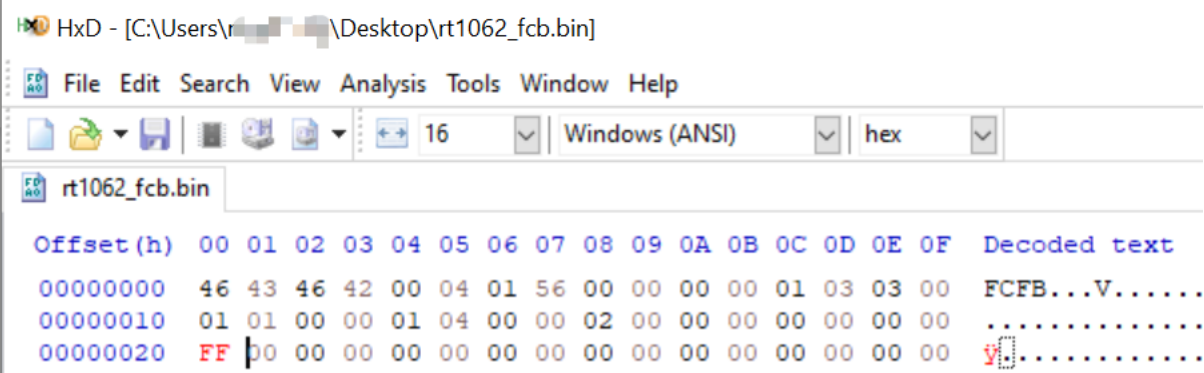 HxD - [C:\Users\ \Desktop\rt1062_fcb.bin]
File Edit Search View Analysis Tools Window Help
16 Windows (ANSI) hex
rt1062_fcb.bin
Offset(h) 00 01 02 03 04 05 06 07 08 09 0A 0B 0C 0D 0E 0F Decoded text
00000000 46 43 46 42 00 04 01 56 00 00 00 00 01 03 03 00 FCFB...V......
00000010 01 01 00 00 01 04 00 00 02 00 00 00 00 00 00 00 ..............
00000020 FF 00 00 00 00 00 00 00 00 00 00 00 00 00 00 00 ÿ.............